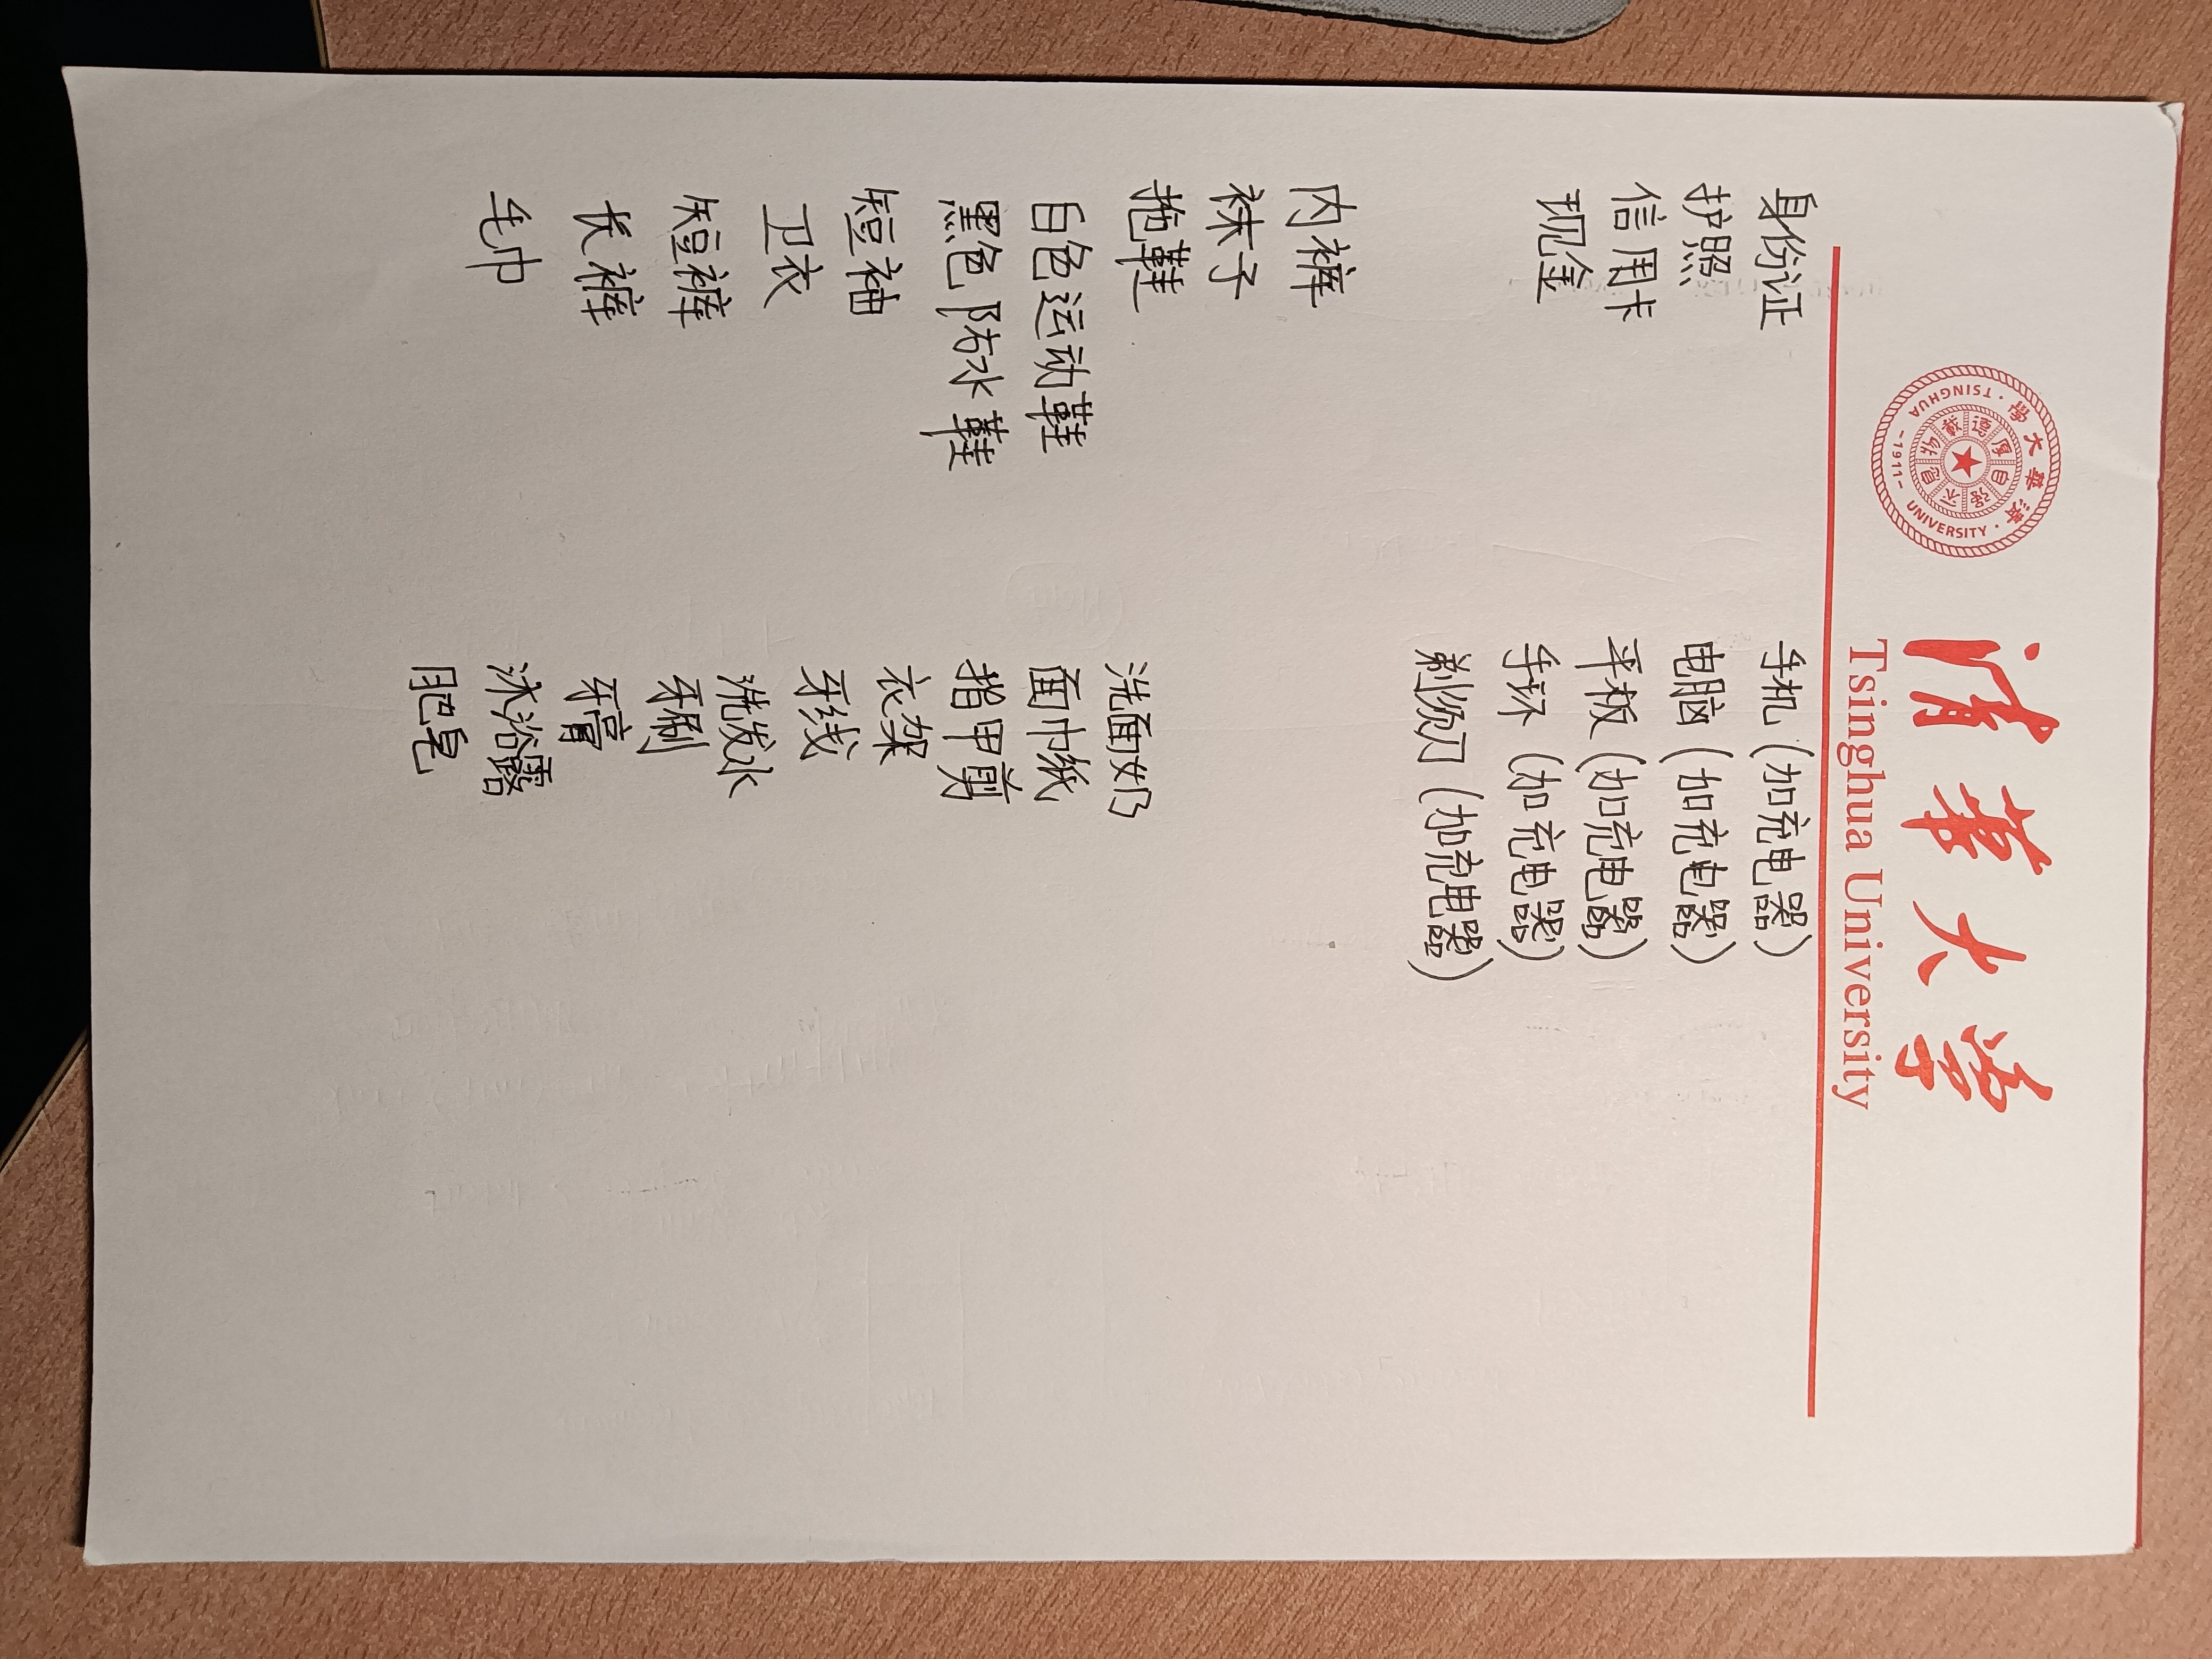 清華大學
TSINGHUA UNIVERSITY
自强不息
厚德載物
-1911-
清華大学
Tsinghua University
身份证
护照
信用卡
现金
手机(加充电器)
电脑(加充电器)
平板(加充电器)
手环(加充电器)
剃须刀(加充电器)
内裤
袜子
拖鞋
白色运动鞋
黑色防水鞋
短袖
卫衣
短裤
长裤
毛巾
洗面奶
面巾纸
指甲剪
衣架
牙线
洗发水
牙刷
牙膏
沐浴露
肥皂